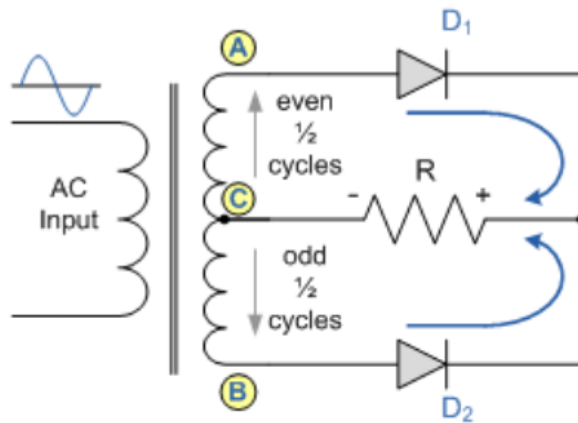 D1
A
even
½
cycles
AC
Input
C
- R +
odd
½
cycles
B
D2